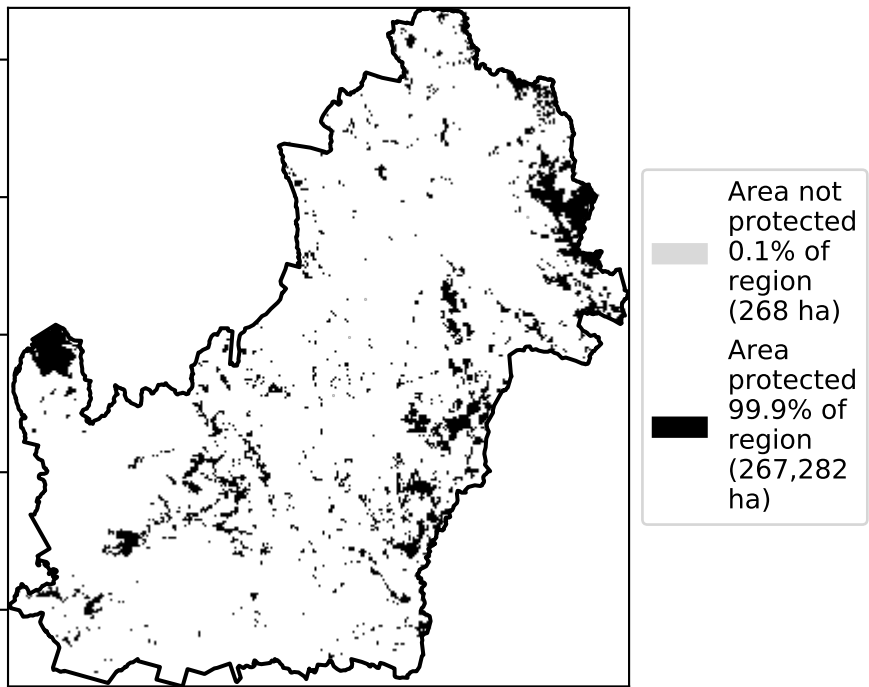 Area not
protected
0.1% of
region
(268 ha)
Area
protected
99.9% of
region
(267,282
ha)